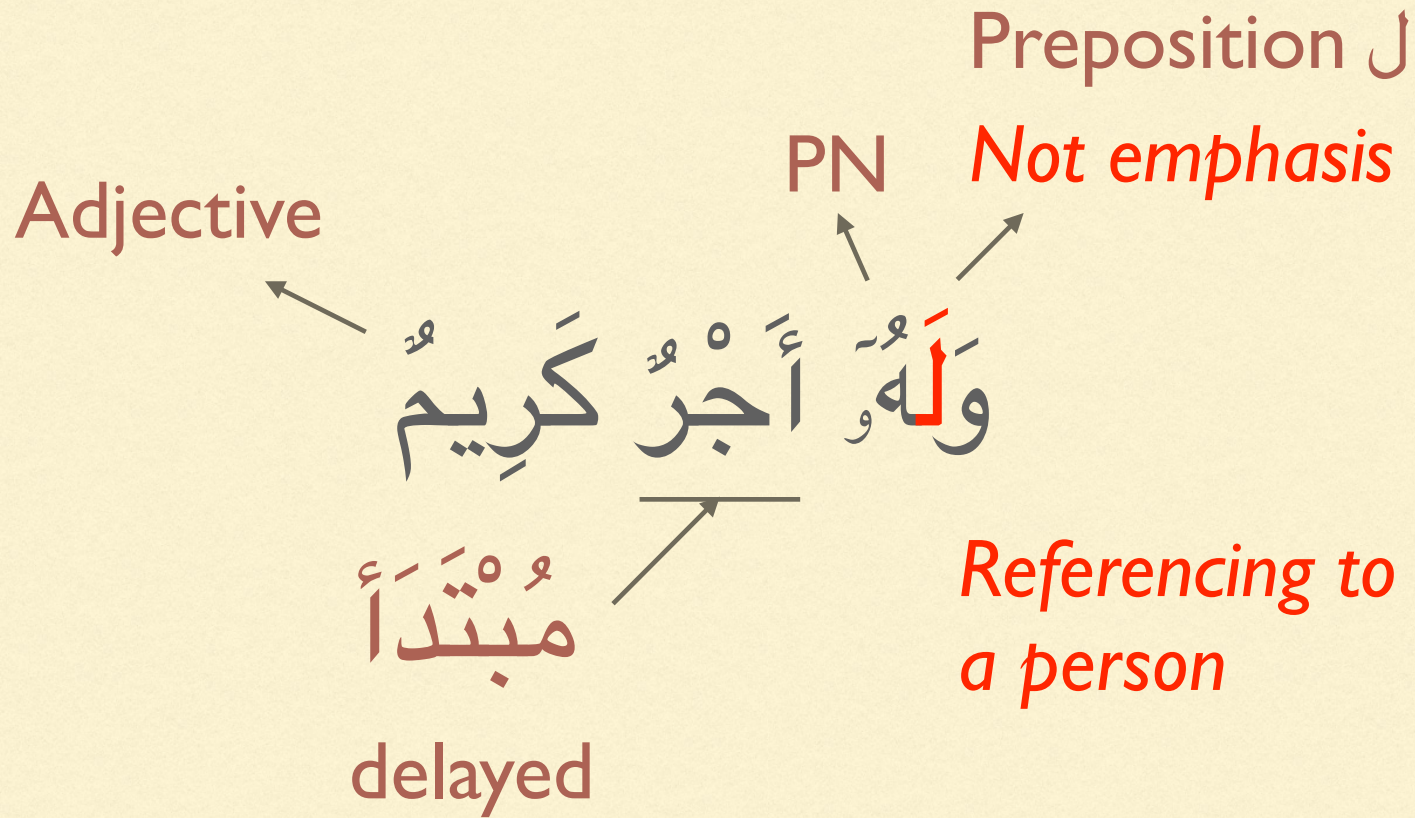 Preposition ل
PN
Not emphasis
Adjective
وَلَهُۥٓ أَجْرٌ كَرِيمٌ
مُبْتَدَأ
Referencing to
a person
delayed